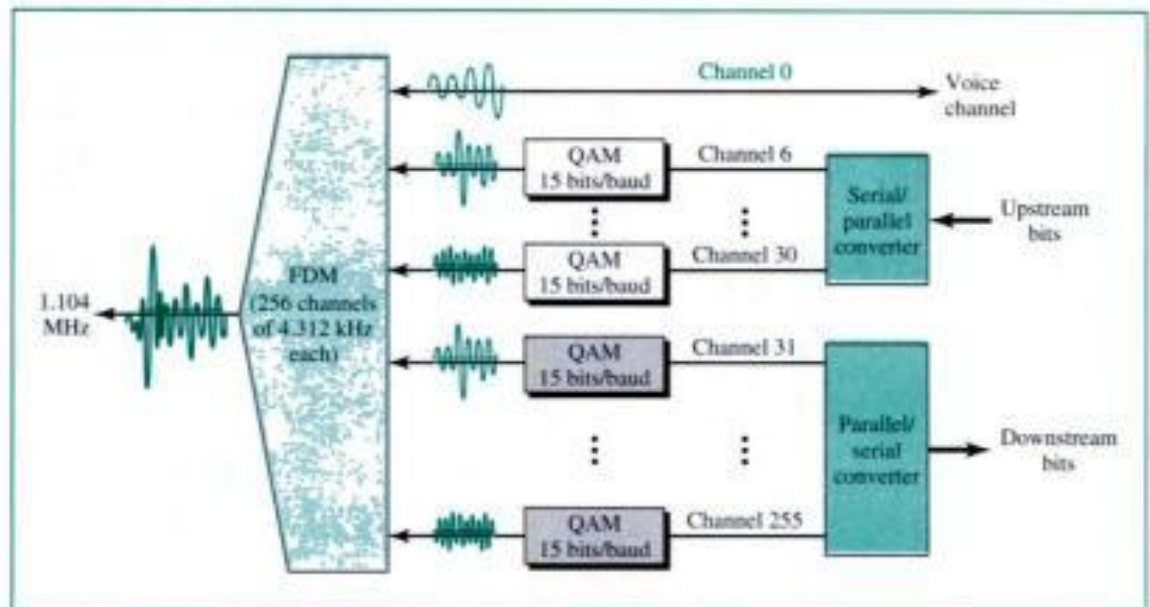 Channel 0
Voice
channel
QAM
15 bits/baud
Channel 6
Serial/
parallel
converter
Upstream
bits
QAM
15 bits/baud
Channel 30
1.104
MHz
FDM
(256 channels
of 4.312 kHz
each)
QAM
15 bits/baud
Channel 31
Parallel/
serial
converter
Downstream
bits
QAM
15 bits/baud
Channel 255